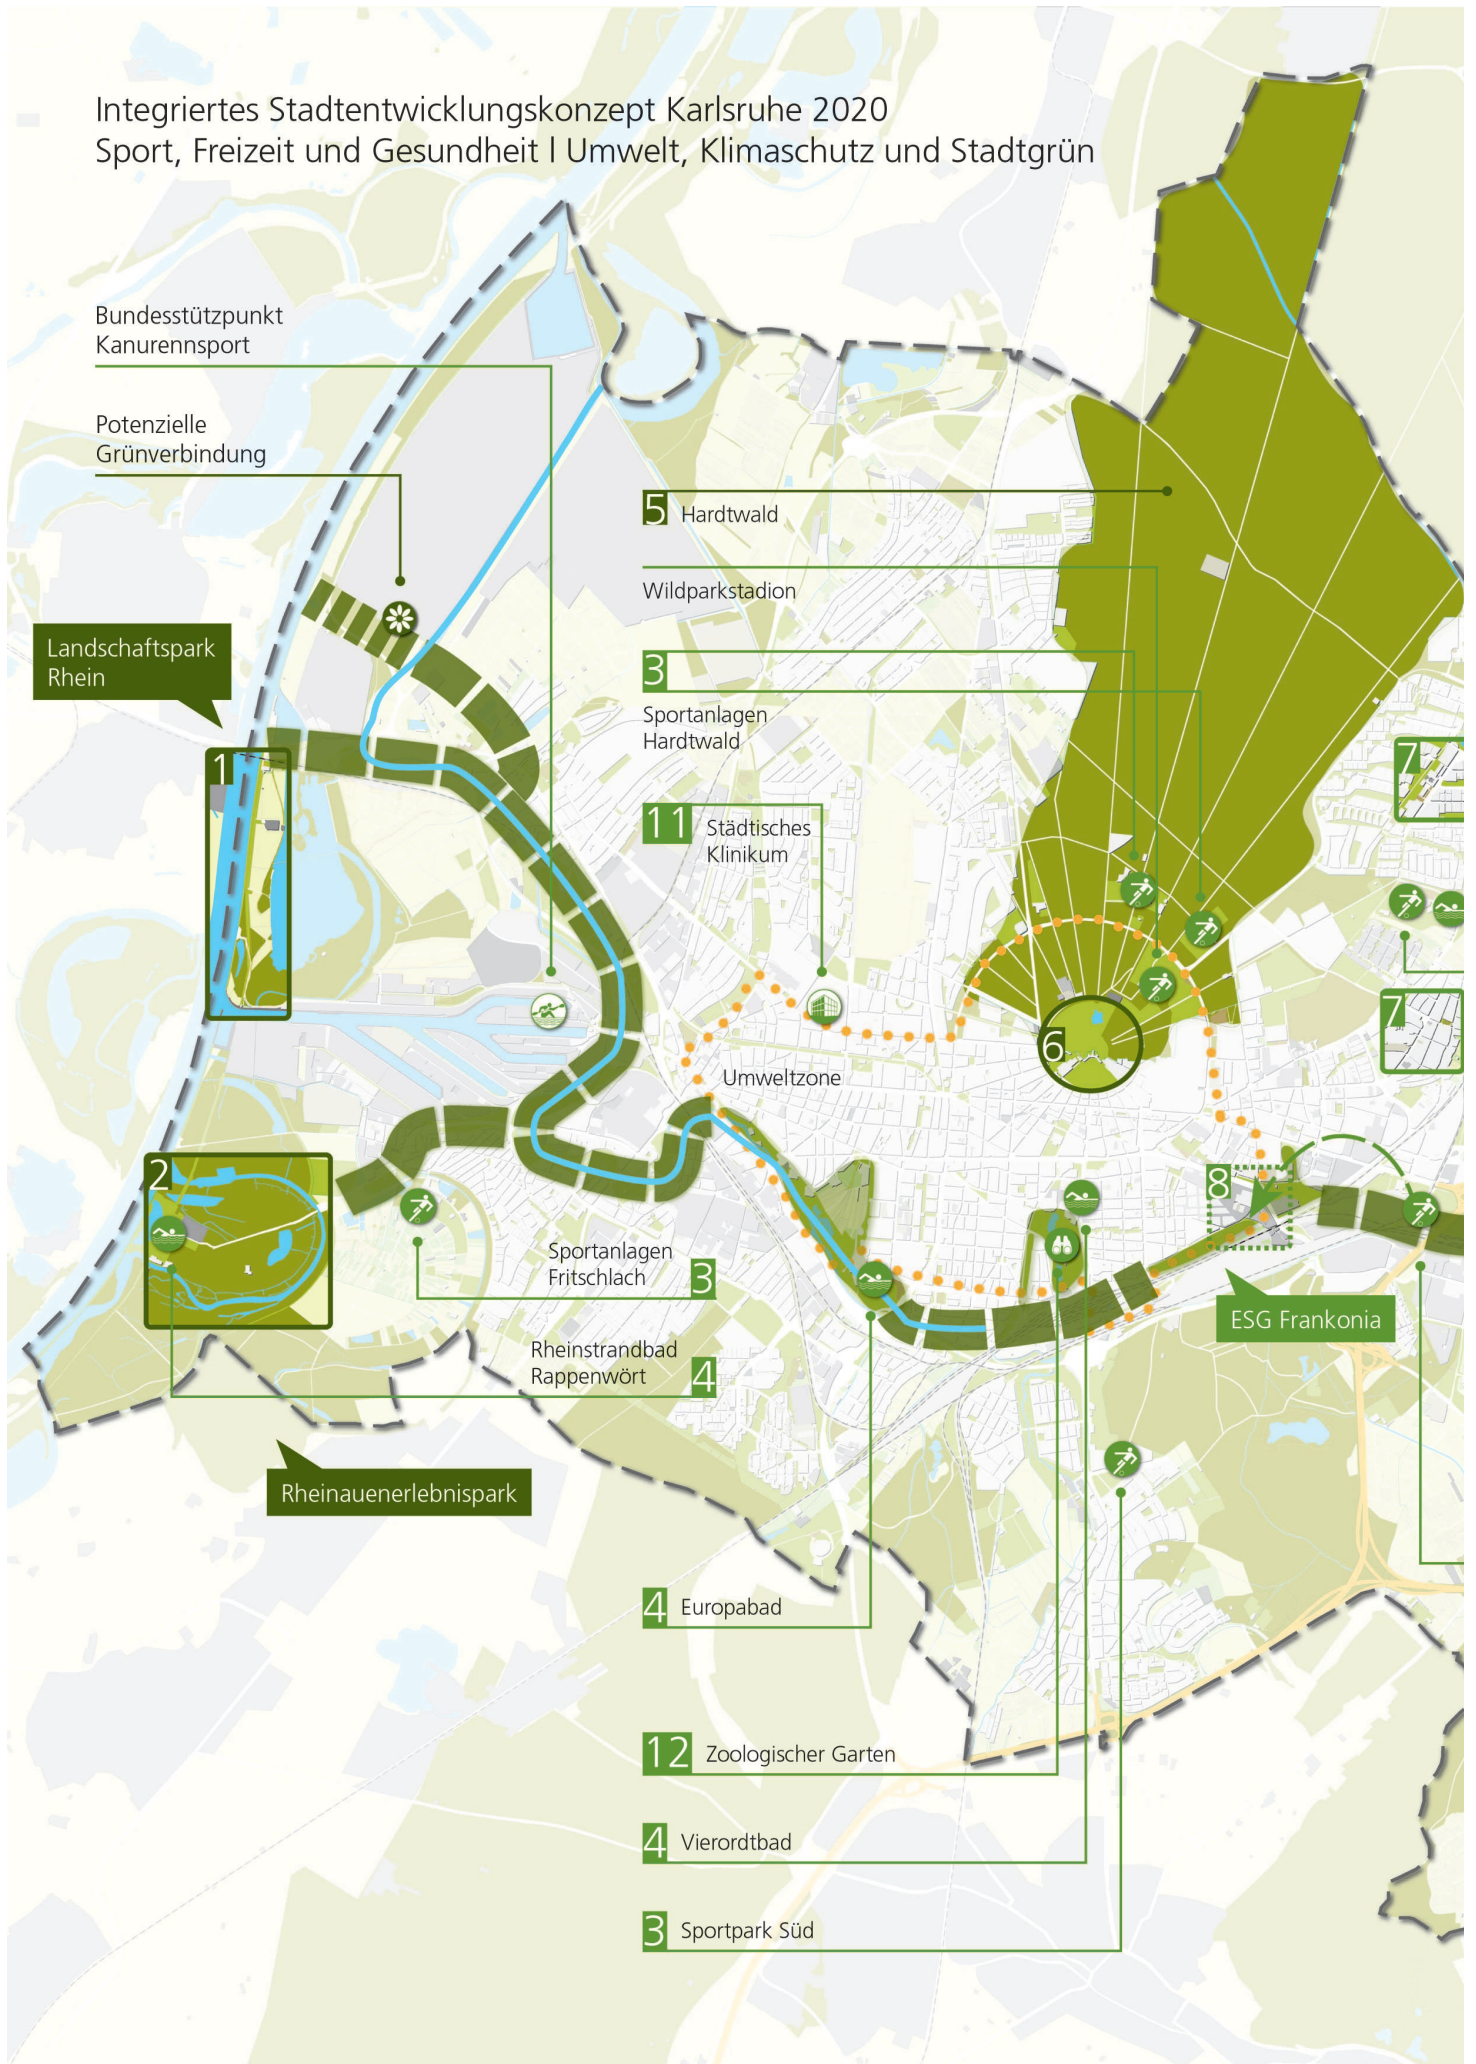 Integriertes Stadtentwicklungskonzept Karlsruhe 2020
Sport, Freizeit und Gesundheit l Umwelt, Klimaschutz und Stadtgrün
Bundesstützpunkt
Kanurennsport
Potenzielle
Grünverbindung
5 Hardtwald
Wildparkstadion
Landschaftspark
Rhein
3
Sportanlagen
Hardtwald
1
7
11 Städtisches
Klinikum
7
6
Umweltzone
2
8
Sportanlagen
Fritschlach 3
ESG Frankonia
Rheinstrandbad
Rappenwört 4
Rheinauenerlebnispark
4 Europabad
12 Zoologischer Garten
4 Vierordtbad
3 Sportpark Süd